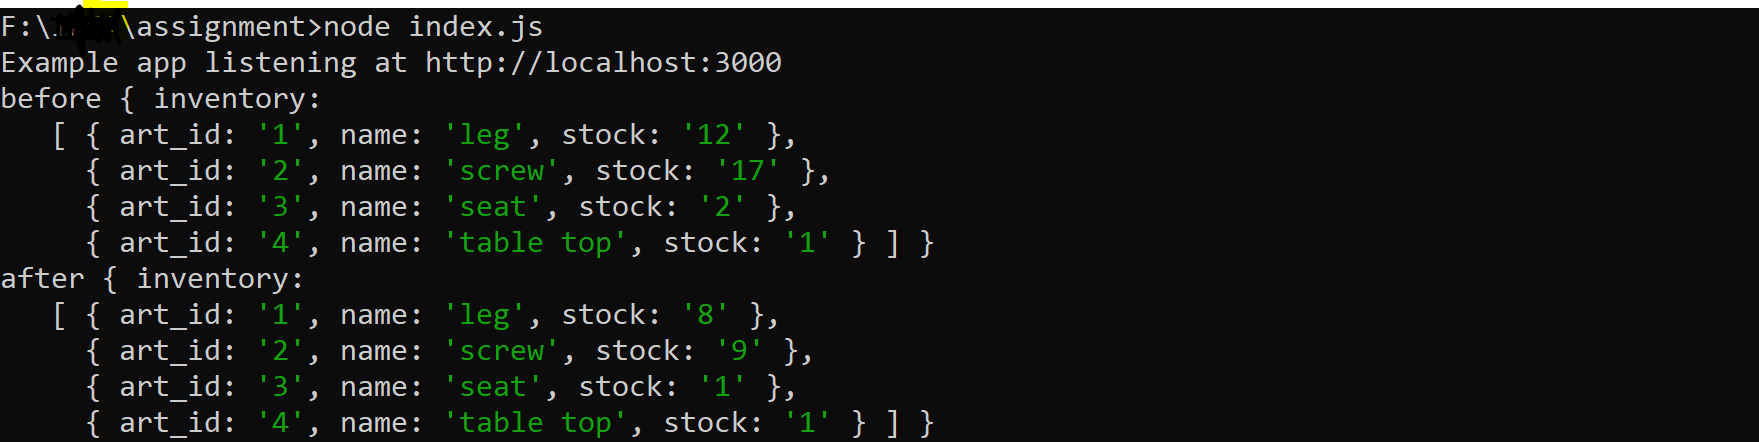 F:\\assignment>node index.js
Example app listening at http://localhost:3000
before { inventory:
   [ { art_id: '1', name: 'leg', stock: '12' },
     { art_id: '2', name: 'screw', stock: '17' },
     { art_id: '3', name: 'seat', stock: '2' },
     { art_id: '4', name: 'table top', stock: '1' } ] }
after { inventory:
   [ { art_id: '1', name: 'leg', stock: '8' },
     { art_id: '2', name: 'screw', stock: '9' },
     { art_id: '3', name: 'seat', stock: '1' },
     { art_id: '4', name: 'table top', stock: '1' } ] }